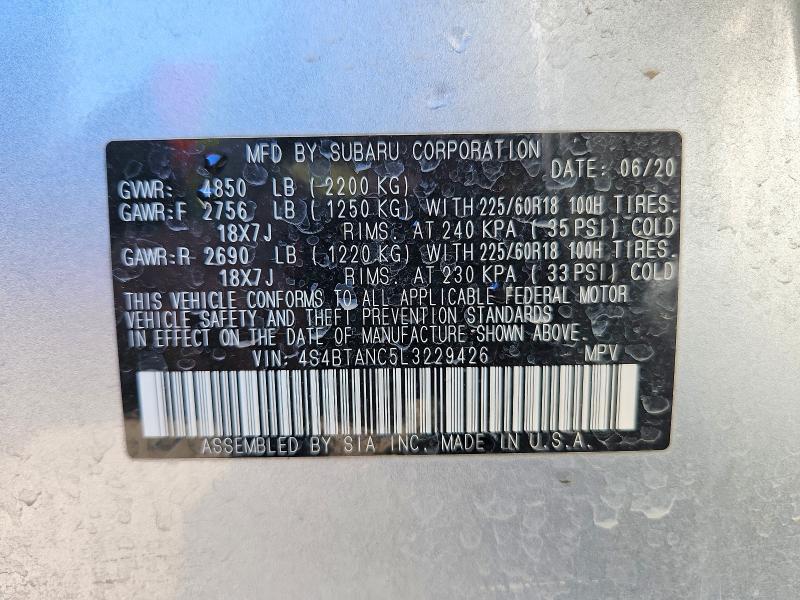 MFD BY SUBARU CORPORATION DATE: 06/20
GVWR: 4850 LB ( 2200 KG)
GAWR:F 2756 LB ( 1250 KG) WITH 225/60R18 100H TIRES.
18X7J RIMS. AT 240 KPA ( 35 PSI) COLD
GAWR:R 2690 LB ( 1220 KG) WITH 225/60R18 100H TIRES.
18X7J RIMS. AT 230 KPA ( 33 PSI) COLD
THIS VEHICLE CONFORMS TO ALL APPLICABLE FEDERAL MOTOR
VEHICLE SAFETY AND THEFT PREVENTION STANDARDS
IN EFFECT ON THE DATE OF MANUFACTURE SHOWN ABOVE.
VIN: 4S4BTANC5L3229426 MPV
ASSEMBLED BY SIA INC. MADE IN U.S.A.